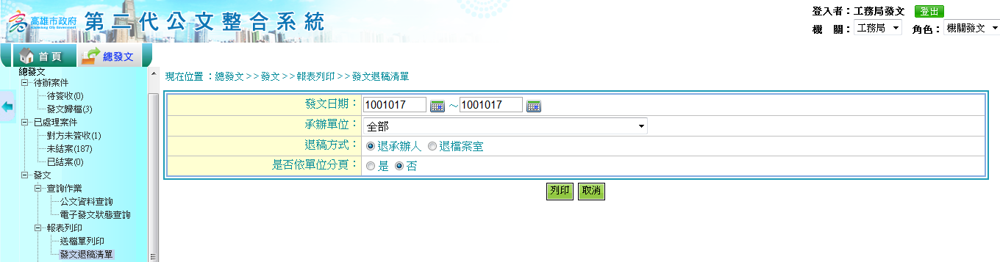 高雄市政府
Kaohsiung City Government
第二代公文整合系統
登入者：工務局發文 登出
機 關：工務局 角色：機關發文
首頁 總發文
總發文
待辦案件
待簽收(0)
發文歸檔(3)
已處理案件
對方未簽收(1)
未結案(187)
已結案(0)
發文
查詢作業
公文資料查詢
電子發文狀態查詢
報表列印
送檔單列印
發文退稿清單
現在位置 ：總發文>>發文>>報表列印>>發文退稿清單
發文日期： 1001017 ～ 1001017
承辦單位： 全部
退稿方式： 退承辦人 退檔案室
是否依單位分頁： 是 否
列印 取消